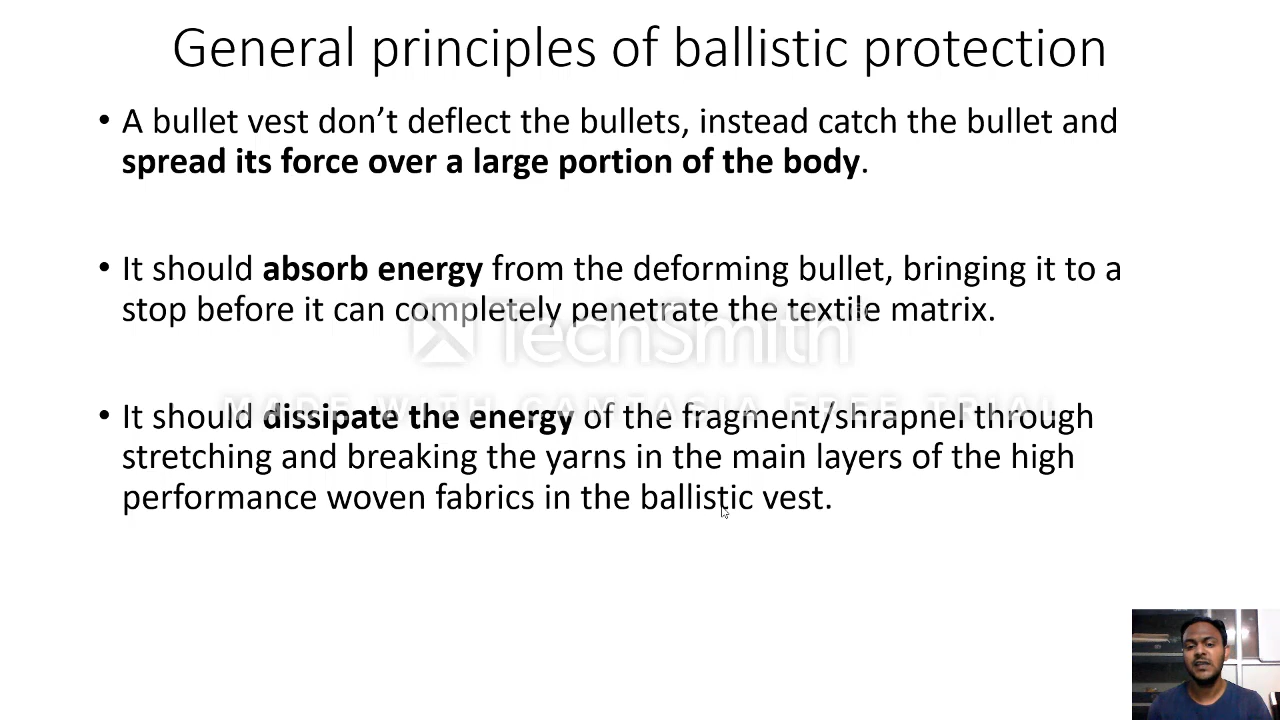 General principles of ballistic protection
• A bullet vest don’t deflect the bullets, instead catch the bullet and
spread its force over a large portion of the body.
• It should absorb energy from the deforming bullet, bringing it to a
stop before it can completely penetrate the textile matrix.
TechSmith
MADE WITH CAMTASIA FREE TRIAL
• It should dissipate the energy of the fragment/shrapnel through
stretching and breaking the yarns in the main layers of the high
performance woven fabrics in the ballistic vest.